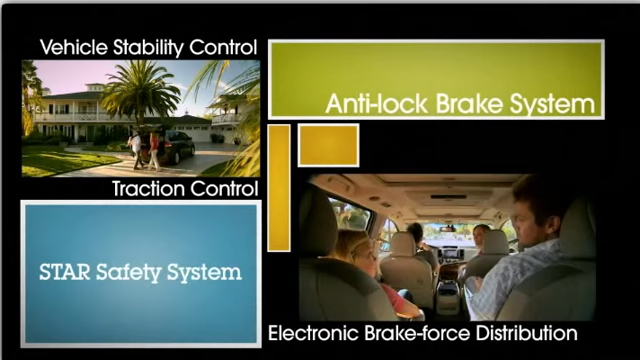 Vehicle Stability Control
Anti-lock Brake System
Traction Control
STAR Safety System
Electronic Brake-force Distribution